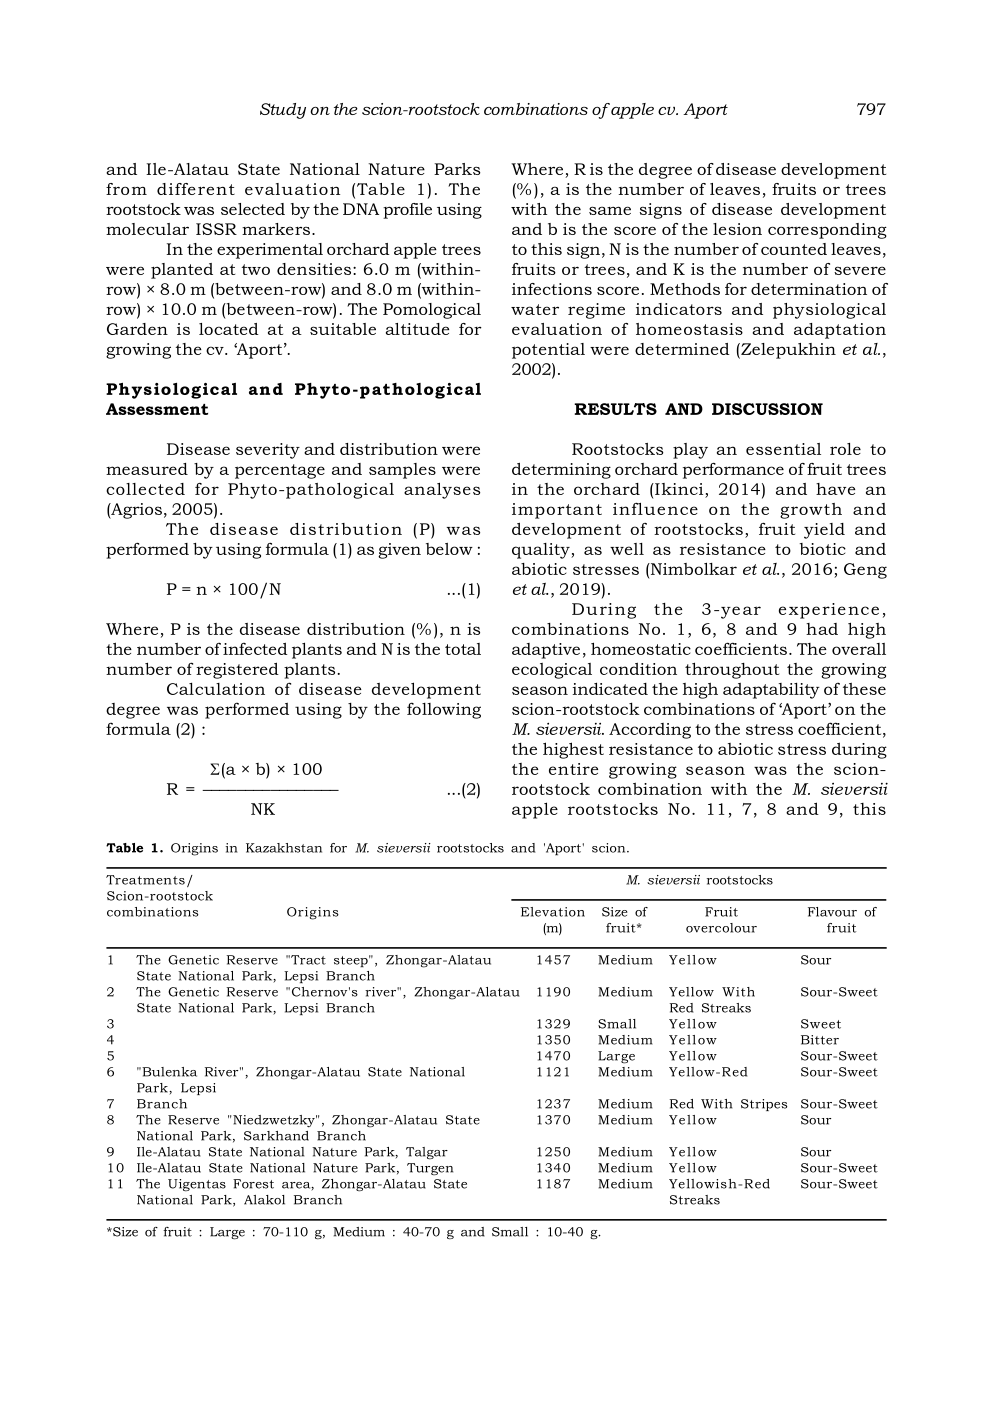 Study on the scion-rootstock combinations of apple cv. Aport 797
and Ile-Alatau State National Nature Parks
from different evaluation (Table 1). The
rootstock was selected by the DNA profile using
molecular ISSR markers.
In the experimental orchard apple trees
were planted at two densities: 6.0 m (within-
row) × 8.0 m (between-row) and 8.0 m (within-
row) × 10.0 m (between-row). The Pomological
Garden is located at a suitable altitude for
growing the cv. ‘Aport’.
Physiological and Phyto-pathological
Assessment
Disease severity and distribution were
measured by a percentage and samples were
collected for Phyto-pathological analyses
(Agrios, 2005).
The disease distribution (P) was
performed by using formula (1) as given below :
P = n × 100/N ...(1)
Where, P is the disease distribution (%), n is
the number of infected plants and N is the total
number of registered plants.
Calculation of disease development
degree was performed using by the following
formula (2) :
Σ(a × b) × 100
R = ...(2)
NK
Where, R is the degree of disease development
(%), a is the number of leaves, fruits or trees
with the same signs of disease development
and b is the score of the lesion corresponding
to this sign, N is the number of counted leaves,
fruits or trees, and K is the number of severe
infections score. Methods for determination of
water regime indicators and physiological
evaluation of homeostasis and adaptation
potential were determined (Zelepukhin et al.,
2002).
RESULTS AND DISCUSSION
Rootstocks play an essential role to
determining orchard performance of fruit trees
in the orchard (Ikinci, 2014) and have an
important influence on the growth and
development of rootstocks, fruit yield and
quality, as well as resistance to biotic and
abiotic stresses (Nimbolkar et al., 2016; Geng
et al., 2019).
During the 3-year experience,
combinations No. 1, 6, 8 and 9 had high
adaptive, homeostatic coefficients. The overall
ecological condition throughout the growing
season indicated the high adaptability of these
scion-rootstock combinations of ‘Aport’ on the
M. sieversii. According to the stress coefficient,
the highest resistance to abiotic stress during
the entire growing season was the scion-
rootstock combination with the M. sieversii
apple rootstocks No. 11, 7, 8 and 9, this
Table 1. Origins in Kazakhstan for M. sieversii rootstocks and 'Aport' scion.
Treatments/ M. sieversii rootstocks
Scion-rootstock
combinations Origins Elevation Size of Fruit Flavour of
(m) fruit* overcolour fruit
1 The Genetic Reserve "Tract steep", Zhongar-Alatau 1457 Medium Yellow Sour
State National Park, Lepsi Branch
2 The Genetic Reserve "Chernov's river", Zhongar-Alatau 1190 Medium Yellow With Sour-Sweet
State National Park, Lepsi Branch Red Streaks
3 1329 Small Yellow Sweet
4 1350 Medium Yellow Bitter
5 1470 Large Yellow Sour-Sweet
6 "Bulenka River", Zhongar-Alatau State National 1121 Medium Yellow-Red Sour-Sweet
Park, Lepsi
7 Branch 1237 Medium Red With Stripes Sour-Sweet
8 The Reserve "Niedzwetzky", Zhongar-Alatau State 1370 Medium Yellow Sour
National Park, Sarkhand Branch
9 Ile-Alatau State National Nature Park, Talgar 1250 Medium Yellow Sour
10 Ile-Alatau State National Nature Park, Turgen 1340 Medium Yellow Sour-Sweet
11 The Uigentas Forest area, Zhongar-Alatau State 1187 Medium Yellowish-Red Sour-Sweet
National Park, Alakol Branch Streaks
*Size of fruit : Large : 70-110 g, Medium : 40-70 g and Small : 10-40 g.